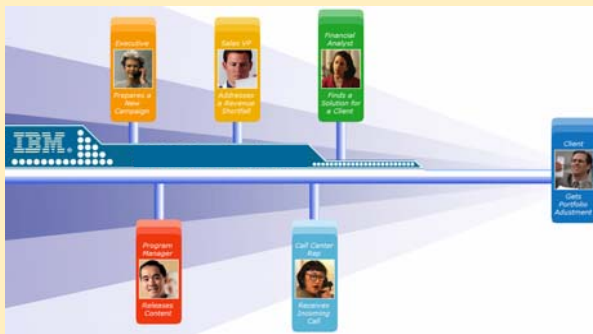 Executive
Prepares a
New
Campaign
Sales VP
Addresses
a Revenue
Shortfall
Financial
Analyst
Finds a
Solution for
a Client
IBM®
Client
Gets
Portfolio
Adustment
Program
Manager
Releases
Content
Call Center
Rep
Receives
Incoming
Call